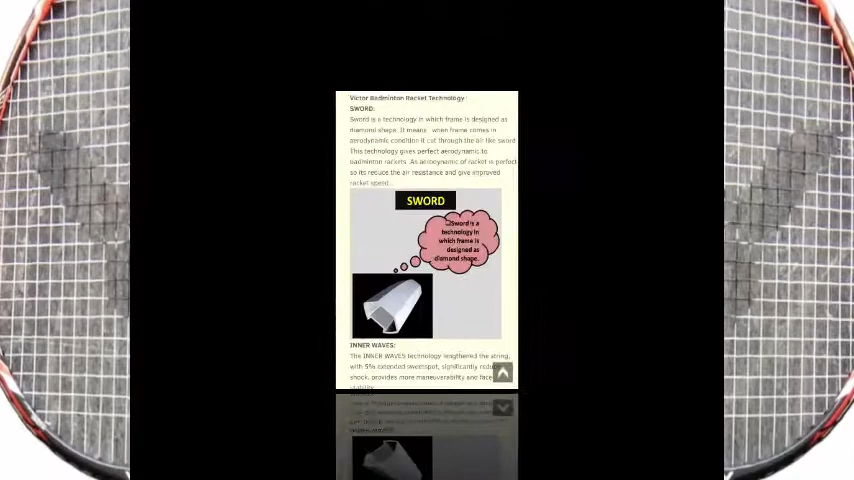 Victor Badminton Racket Technology
SWORD:
Sword is a technology in which frame is designed as
diamond shape. It means when frame comes in
aerodynamic condition it cut through the air like sword
This technology gives perfect aerodynamic to
badminton rackets .As aerodynamic of racket is perfect
so its reduce the air resistance and give improved
racket speed.
SWORD
Sword is a
technology in
which frame is
designed as
diamond shape.
INNER WAVES:
The INNER WAVES technology lengthened the string,
with 5% extended sweetspot, significantly reduce
shock, provides more maneuverability and face
stability.